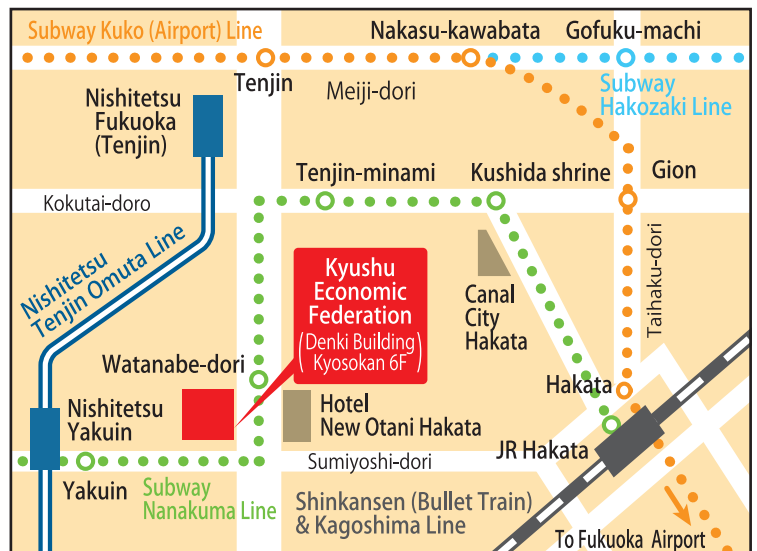 Subway Kuko (Airport) Line
Nakasu-kawabata
Gofuku-machi
Tenjin
Meiji-dori
Subway
Hakozaki Line
Nishitetsu
Fukuoka
(Tenjin)
Tenjin-minami
Kushida shrine
Gion
Kokutai-doro
Nishitetsu
Tenjin Omuta Line
Kyushu
Economic
Federation
(Denki Building
Kyosokan 6F)
Canal
City
Hakata
Taihaku-dori
Watanabe-dori
Hakata
Nishitetsu
Yakuin
Hotel
New Otani Hakata
JR Hakata
Sumiyoshi-dori
Yakuin
Subway
Nanakuma Line
Shinkansen (Bullet Train)
& Kagoshima Line
To Fukuoka Airport